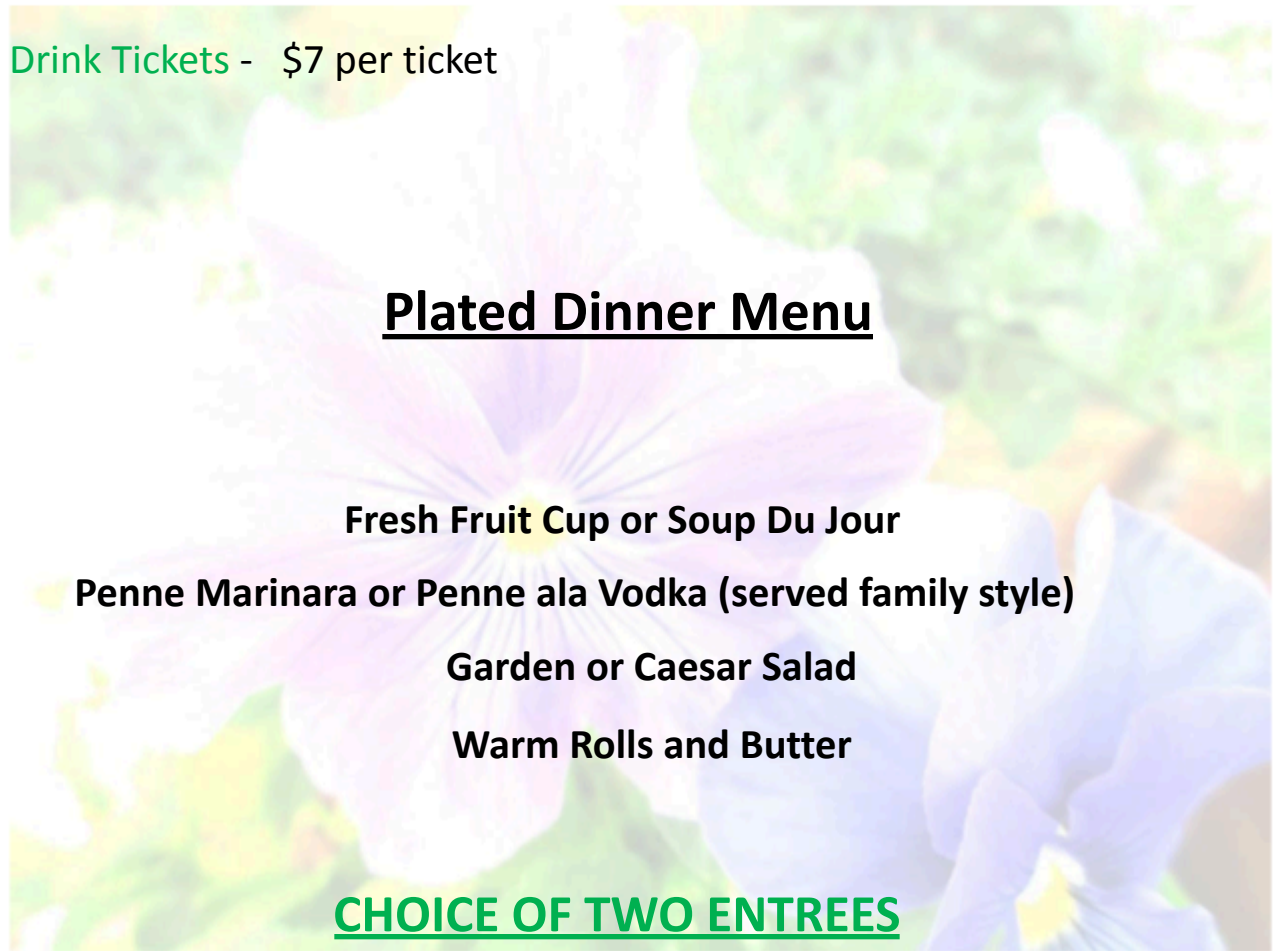 Drink Tickets - $7 per ticket
Plated Dinner Menu
Fresh Fruit Cup or Soup Du Jour
Penne Marinara or Penne ala Vodka (served family style)
Garden or Caesar Salad
Warm Rolls and Butter
CHOICE OF TWO ENTREES